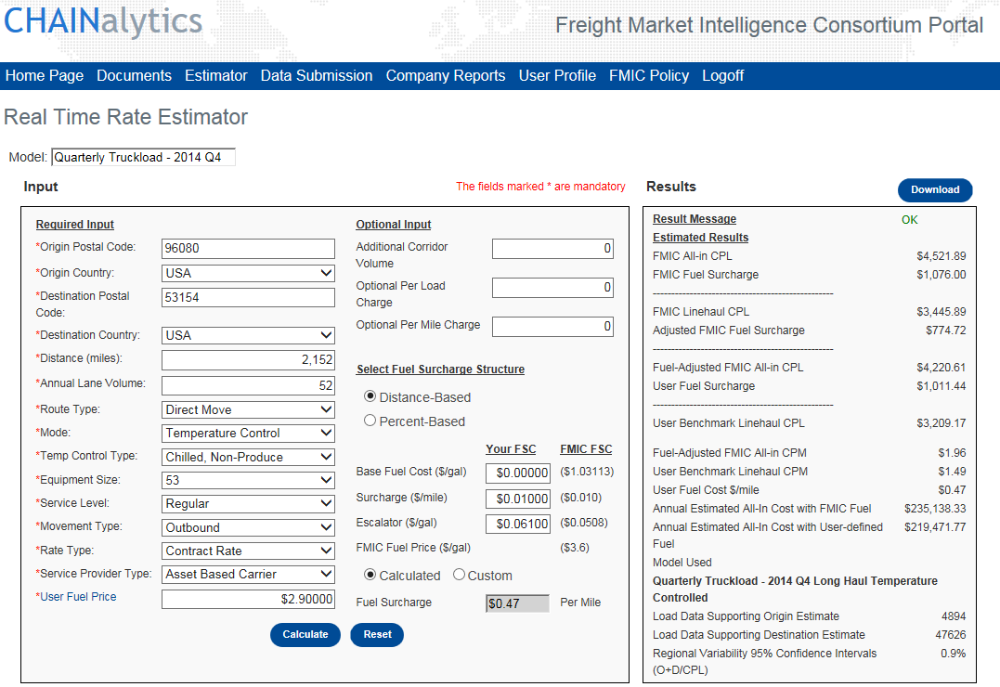 CHAINalytics
Freight Market Intelligence Consortium Portal
Home Page Documents Estimator Data Submission Company Reports User Profile FMIC Policy Logoff
Real Time Rate Estimator
Model: Quarterly Truckload - 2014 Q4
Input
The fields marked * are mandatory
Required Input
*Origin Postal Code: 96080
*Origin Country: USA
*Destination Postal
Code:
53154
*Destination Country: USA
*Distance (miles): 2,152
*Annual Lane Volume: 52
*Route Type: Direct Move
*Mode: Temperature Control
*Temp Control Type: Chilled, Non-Produce
*Equipment Size: 53
*Service Level: Regular
*Movement Type: Outbound
*Rate Type: Contract Rate
*Service Provider Type: Asset Based Carrier
*User Fuel Price $2.90000
Optional Input
Additional Corridor
Volume
0
Optional Per Load
Charge
0
Optional Per Mile Charge 0
Select Fuel Surcharge Structure
Distance-Based
Percent-Based
Your FSC FMIC FSC
Base Fuel Cost ($/gal) $0.00000 ($1.03113)
Surcharge ($/mile) $0.01000 ($0.010)
Escalator ($/gal) $0.06100 ($0.0508)
FMIC Fuel Price ($/gal) ($3.6)
Calculated Custom
Fuel Surcharge $0.47 Per Mile
Calculate Reset
Results
Download
Result Message OK
Estimated Results
FMIC All-in CPL $4,521.89
FMIC Fuel Surcharge $1,076.00
------------------------------------------------
FMIC Linehaul CPL $3,445.89
Adjusted FMIC Fuel Surcharge $774.72
------------------------------------------------
Fuel-Adjusted FMIC All-in CPL $4,220.61
User Fuel Surcharge $1,011.44
------------------------------------------------
User Benchmark Linehaul CPL $3,209.17
Fuel-Adjusted FMIC All-in CPM $1.96
User Benchmark Linehaul CPM $1.49
User Fuel Cost $/mile $0.47
Annual Estimated All-In Cost with FMIC Fuel $235,138.33
Annual Estimated All-In Cost with User-defined $219,471.77
Fuel
Model Used
Quarterly Truckload - 2014 Q4 Long Haul Temperature
Controlled
Load Data Supporting Origin Estimate 4894
Load Data Supporting Destination Estimate 47626
Regional Variability 95% Confidence Intervals 0.9%
(O+D/CPL)